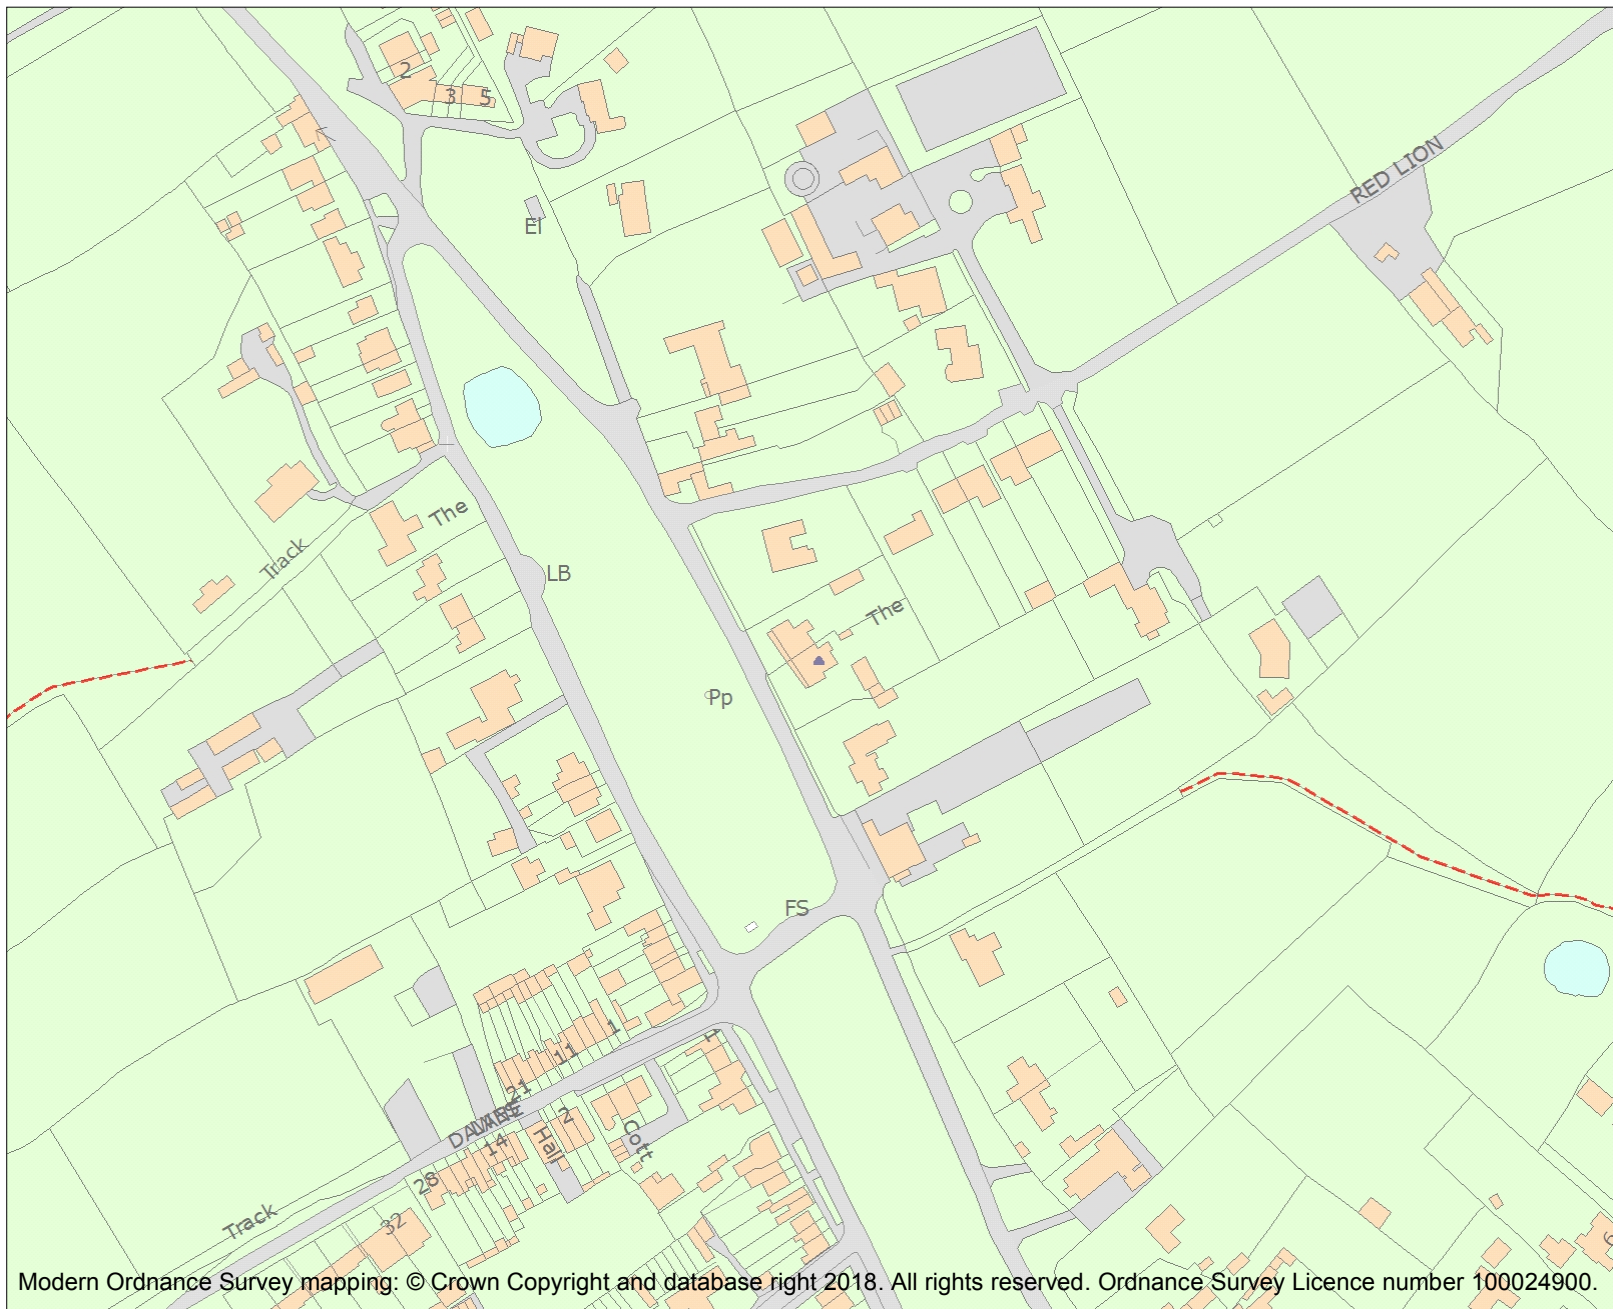 2
3
5
RED LION
El
The
Track
LB
The
Pp
FS
1
1
11
21
2
14
Hall
Cott
28
Track
32
6
Modern Ordnance Survey mapping: © Crown Copyright and database right 2018. All rights reserved. Ordnance Survey Licence number 100024900.